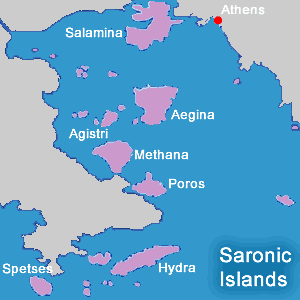 Athens
Salamina
Aegina
Agistri
Methana
Poros
Saronic
Islands
Spetses
Hydra